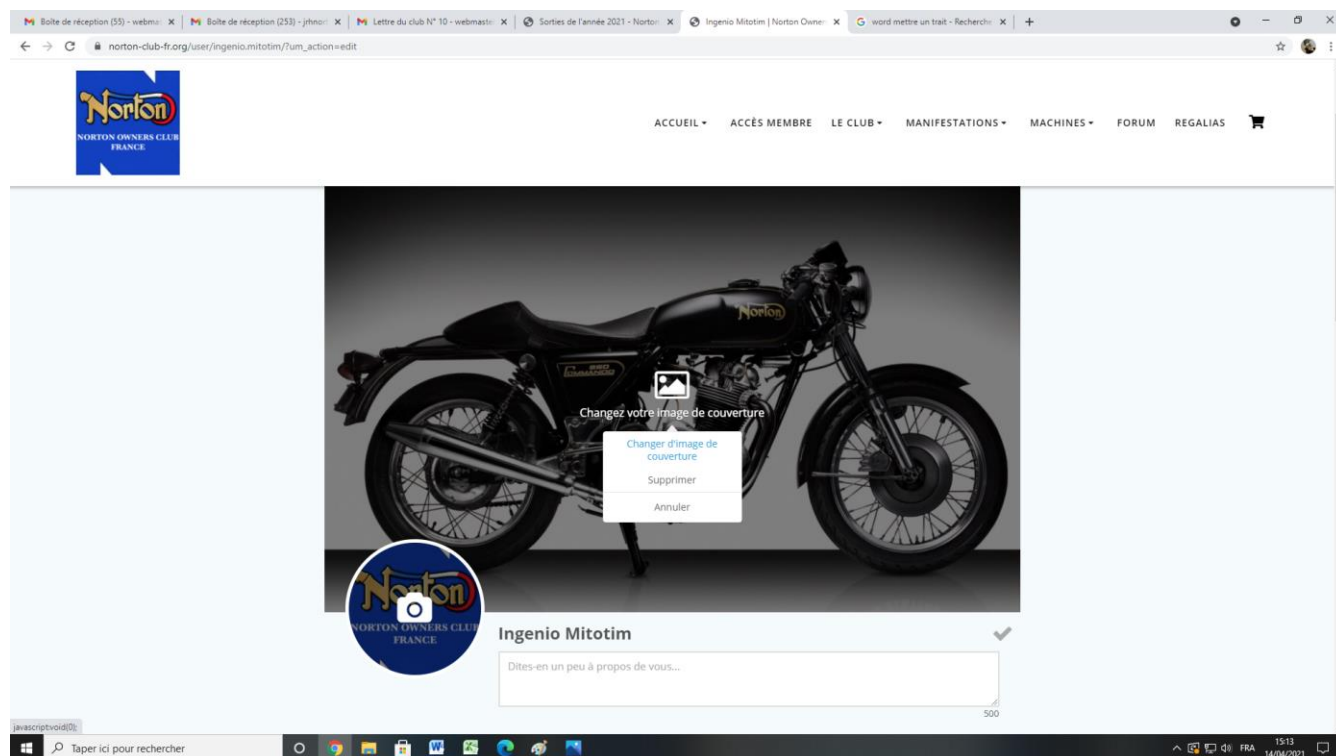 Boîte de réception (55) - webma
Boîte de réception (253) - jrhnor
Lettre du club N° 10 - webmaste
Sorties de l'année 2021 - Norton
Ingenio Mitotim | Norton Owner
word mettre un trait - Recherche
norton-club-fr.org/user/ingenio.mitotim/?um_action=edit
Norton
NORTON OWNERS CLUB
FRANCE
ACCUEIL
ACCÈS MEMBRE
LE CLUB
MANIFESTATIONS
MACHINES
FORUM
REGALIAS
Norton
COMMANDO
Changez votre image de couverture
Changer d'image de
couverture
Supprimer
Annuler
Norton
NORTON OWNERS CLUB
FRANCE
Ingenio Mitotim
Dites-en un peu à propos de vous...
500
javascript:void(0);
Taper ici pour rechercher
FRA
15:13
14/04/2021